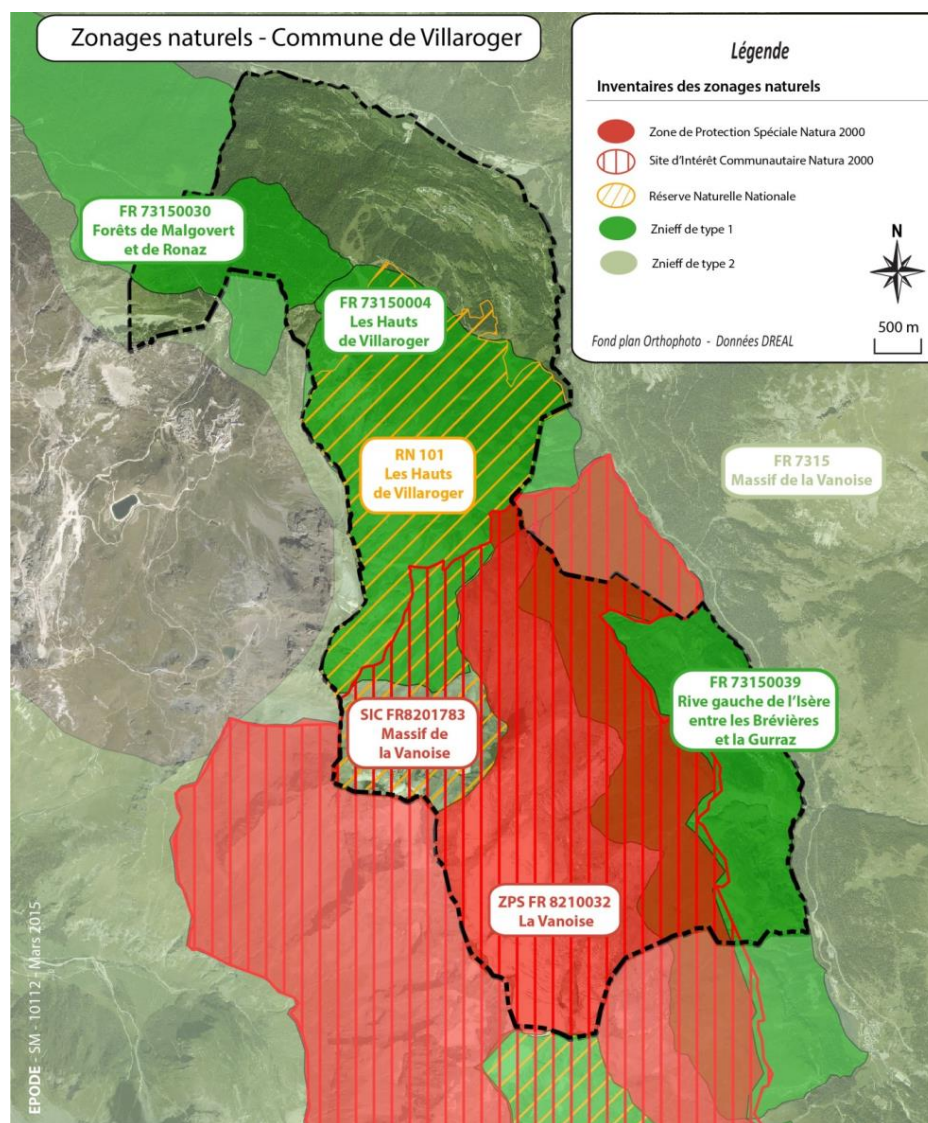 Zonages naturels - Commune de Villaroger
Légende
Inventaires des zonages naturels
Zone de Protection Spéciale Natura 2000
Site d'Intérêt Communautaire Natura 2000
Réserve Naturelle Nationale
Znieff de type 1
Znieff de type 2
N
500 m
Fond plan Orthophoto - Données DREAL
FR 73150030
Forêts de Malgovert
et de Ronaz
FR 73150004
Les Hauts
de Villaroger
RN 101
Les Hauts
de Villaroger
FR 7315
Massif de la Vanoise
FR 73150039
Rive gauche de l'Isère
entre les Brévières
et la Gurraz
SIC FR8201783
Massif de
la Vanoise
ZPS FR 8210032
La Vanoise
EPODE - SM - 10112 - Mars 2015